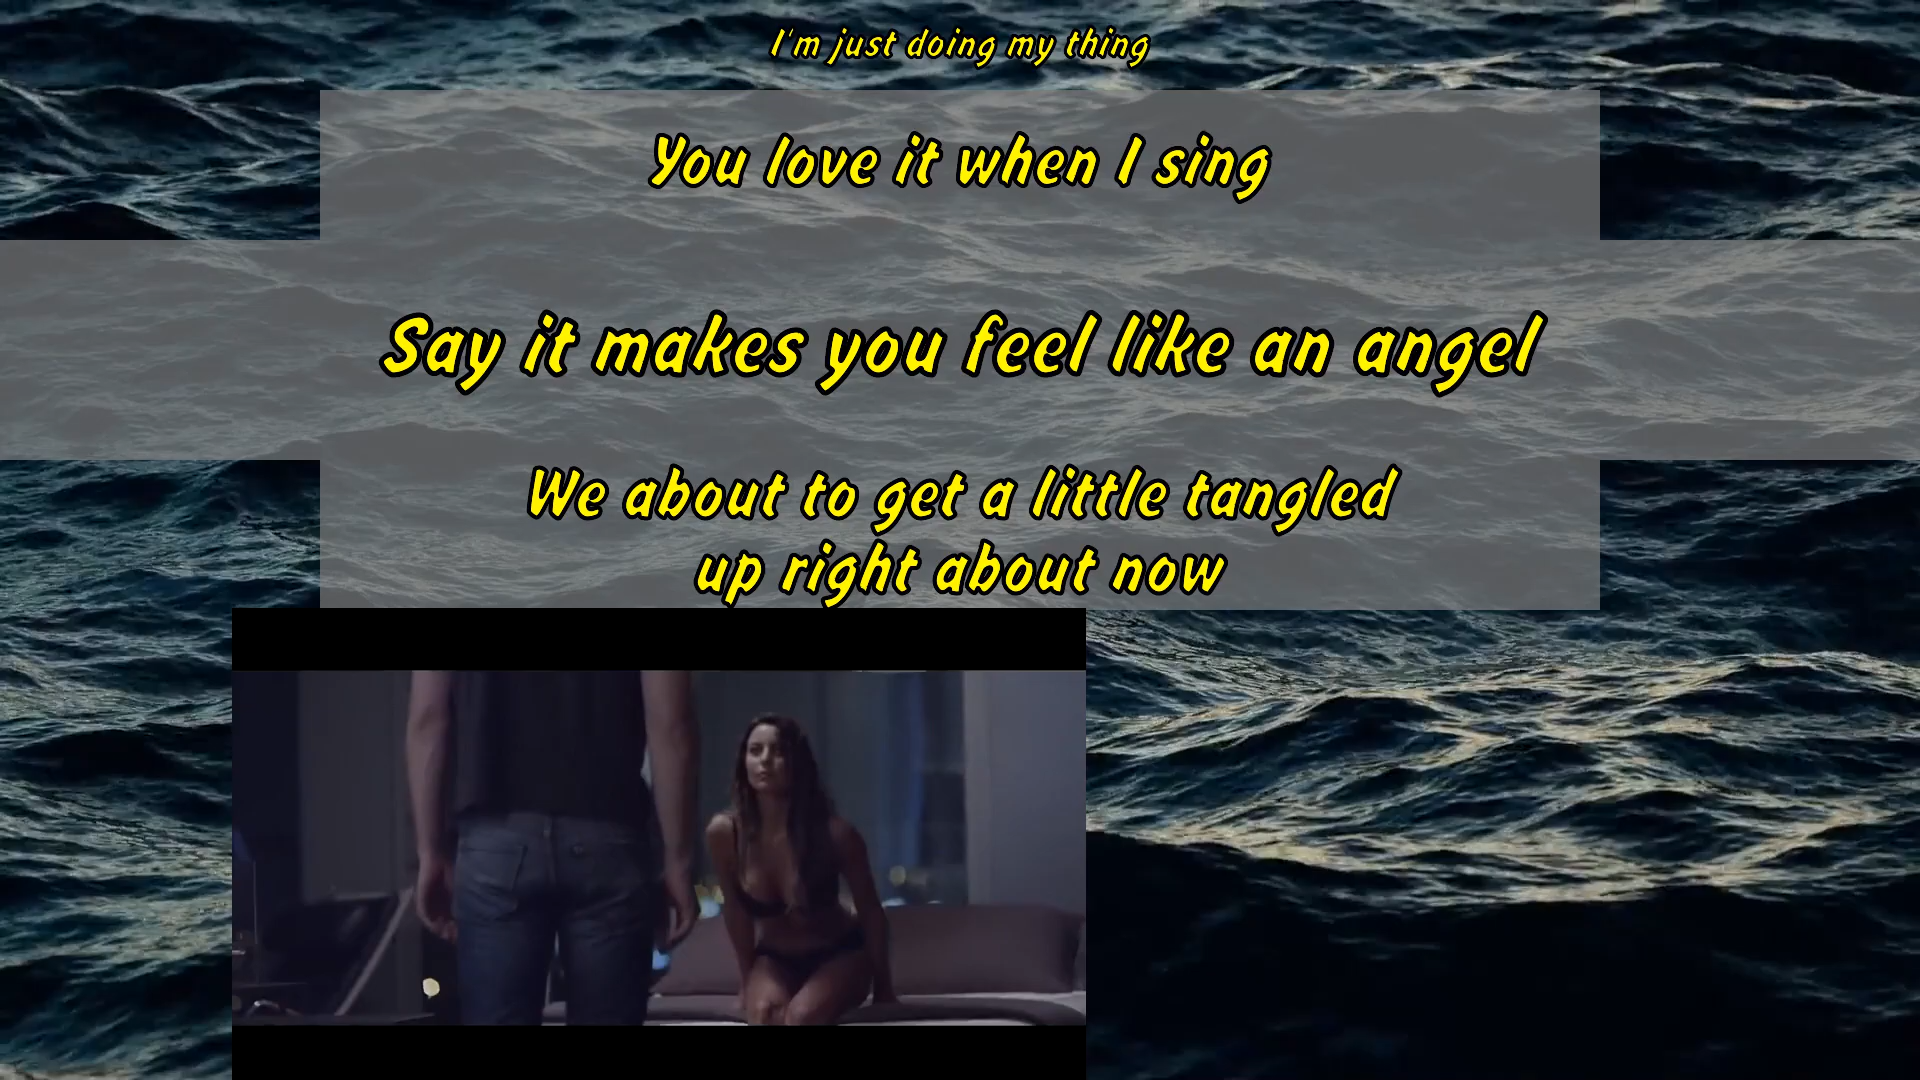 I'm just doing my thing
You love it when I sing
Say it makes you feel like an angel
We about to get a little tangled
up right about now